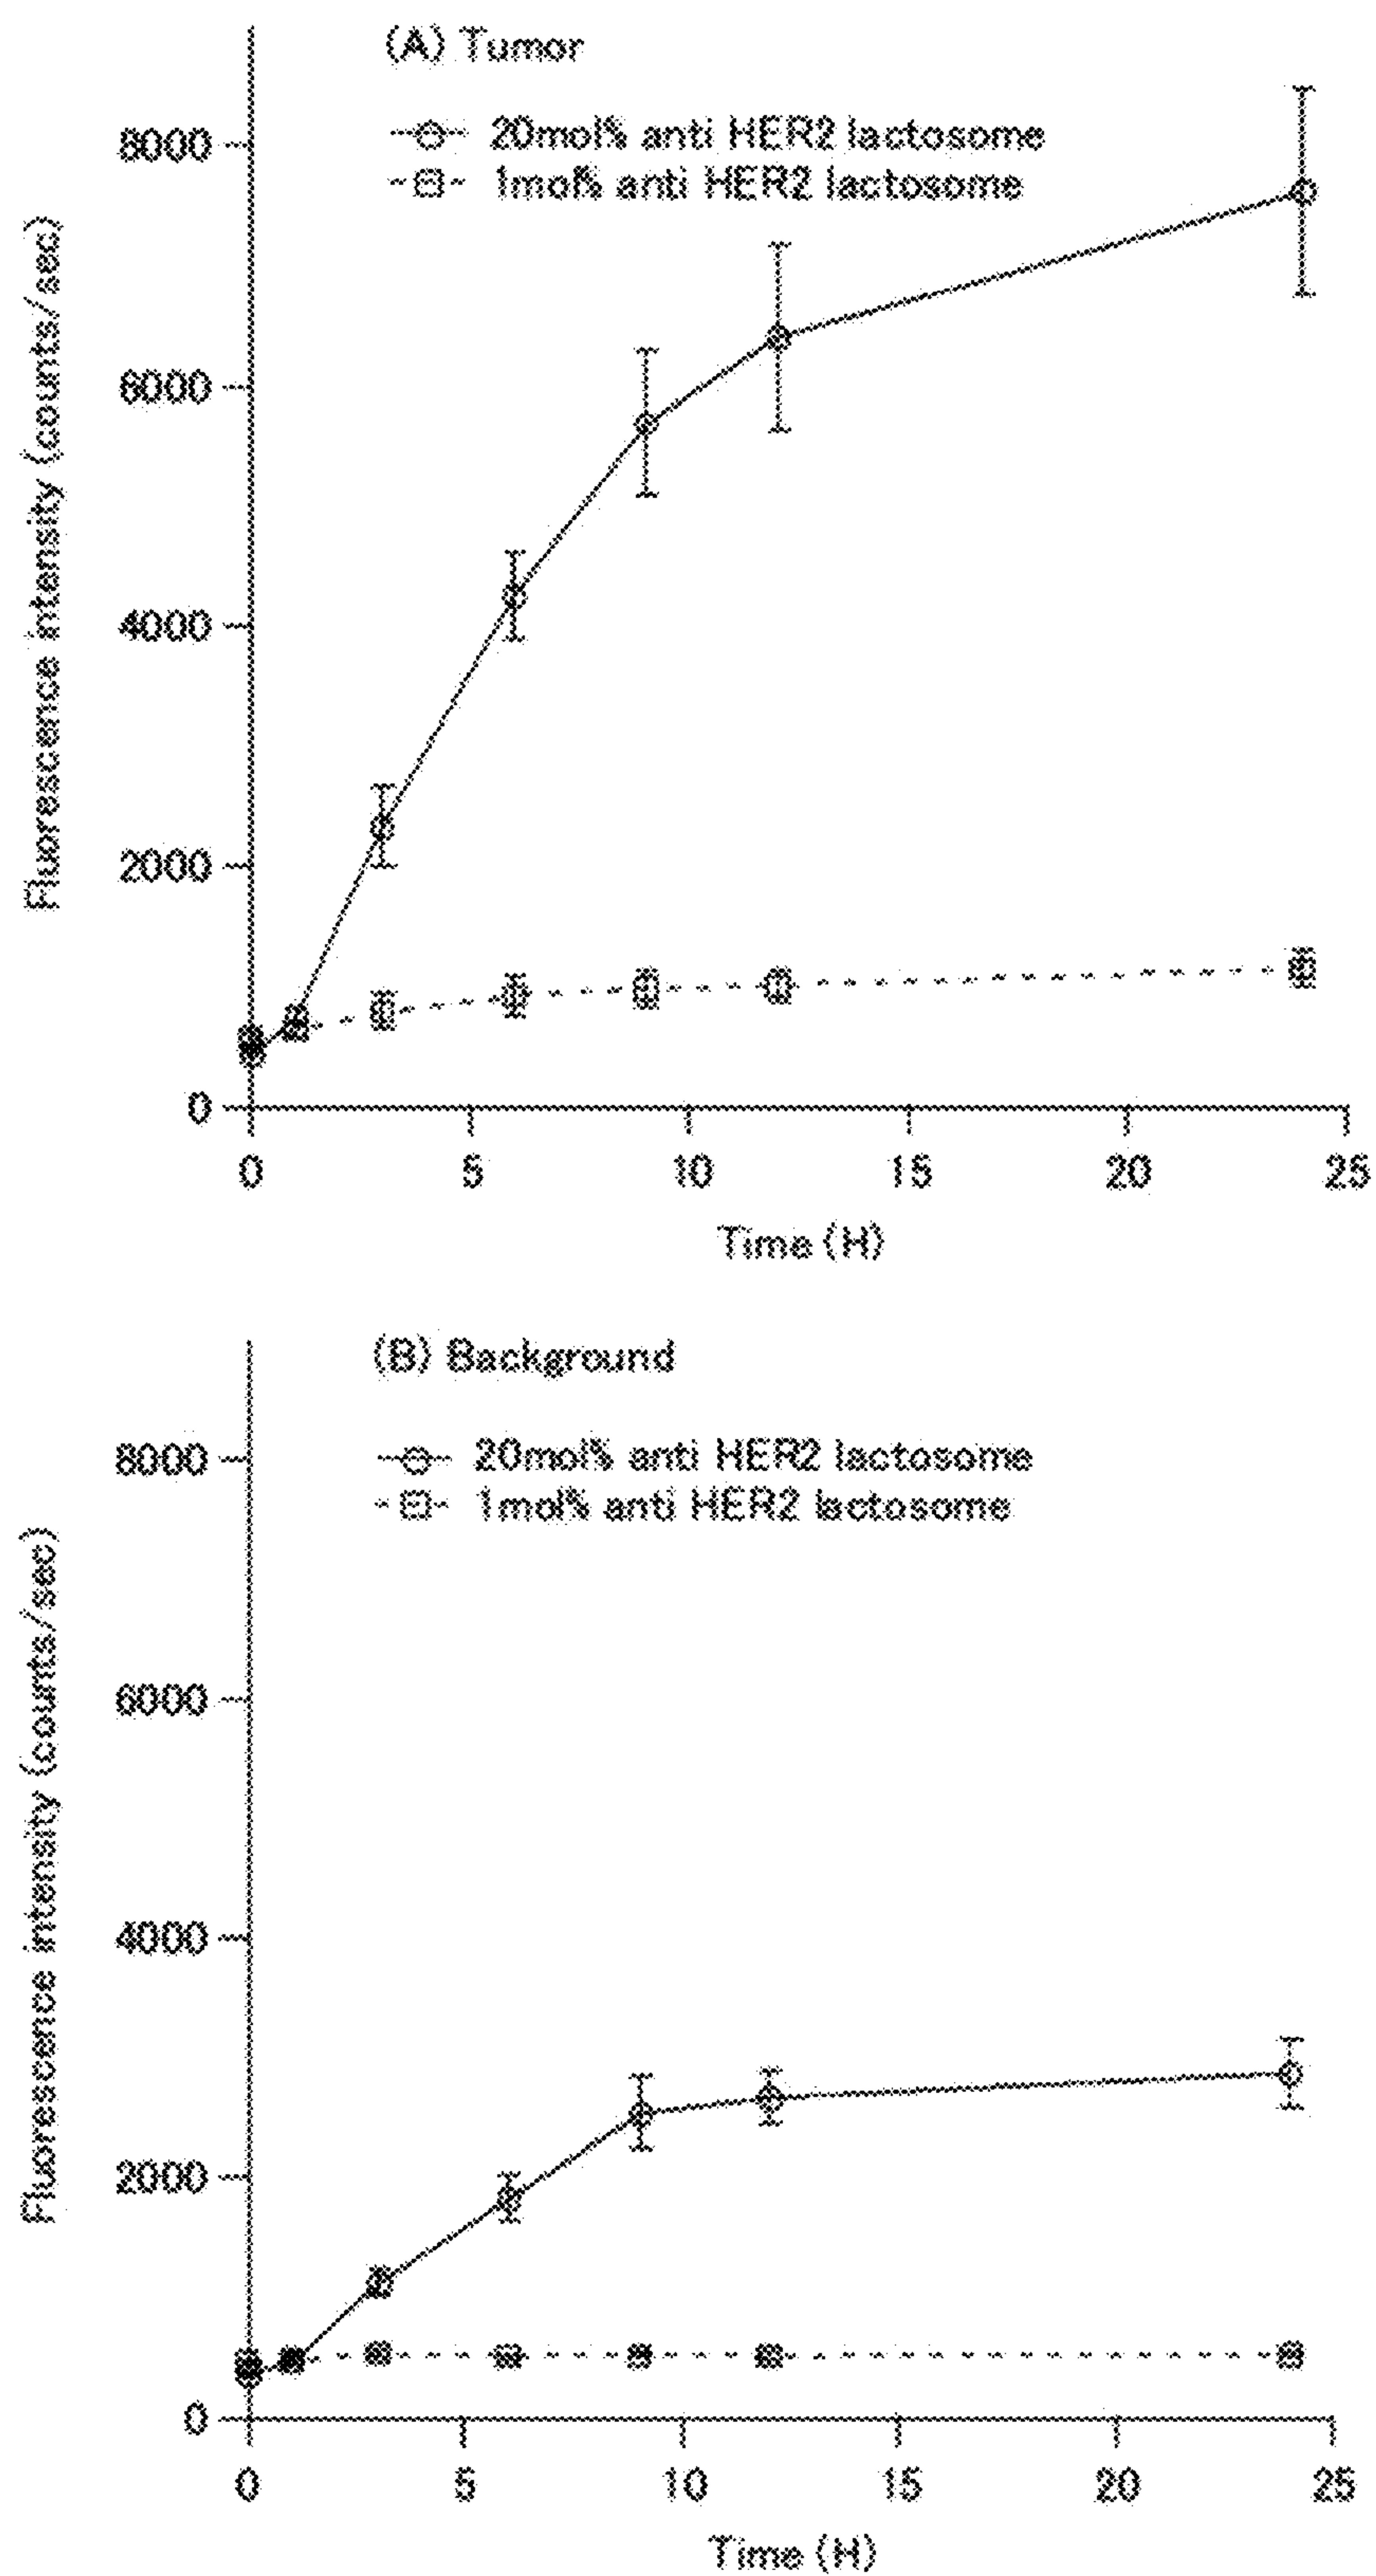 (A) Tumor
20mol% anti HER2 lactosome
1mol% anti HER2 lactosome
Fluorescence intensity (counts/sec)
8000
6000
4000
2000
0
0 5 10 15 20 25
Time (H)
(B) Background
20mol% anti HER2 lactosome
1mol% anti HER2 lactosome
Fluorescence intensity (counts/sec)
8000
6000
4000
2000
0
0 5 10 15 20 25
Time (H)